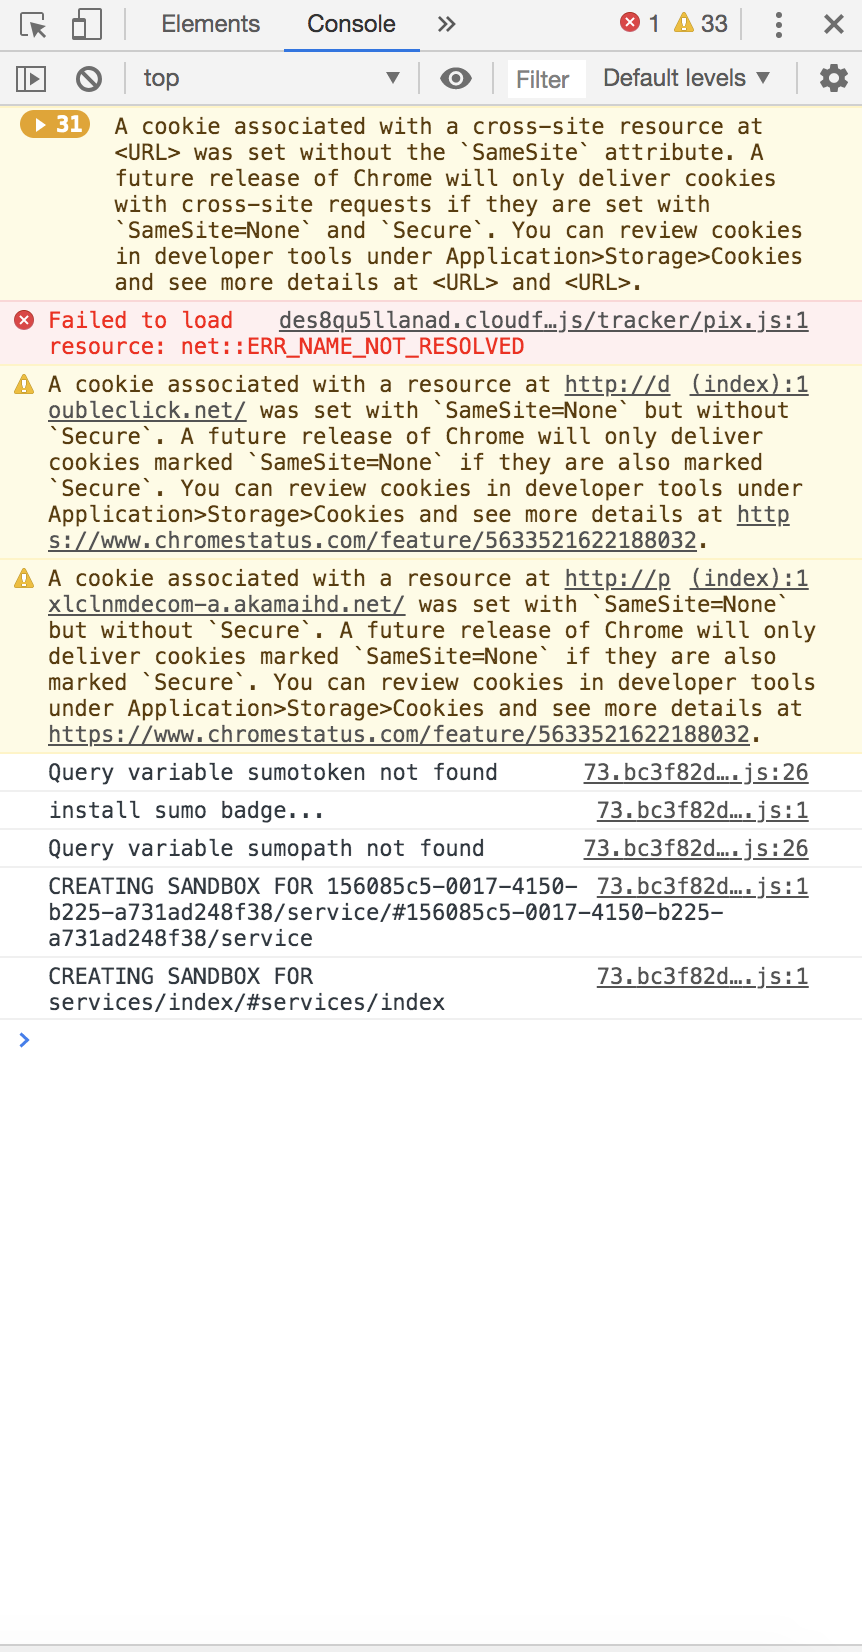 Elements Console 1 33
top Filter Default levels
31 A cookie associated with a cross-site resource at
<URL> was set without the `SameSite` attribute. A
future release of Chrome will only deliver cookies
with cross-site requests if they are set with
`SameSite=None` and `Secure`. You can review cookies
in developer tools under Application>Storage>Cookies
and see more details at <URL> and <URL>.
Failed to load des8qu5llanad.cloudf…js/tracker/pix.js:1
resource: net::ERR_NAME_NOT_RESOLVED
A cookie associated with a resource at http://d (index):1
oubleclick.net/ was set with `SameSite=None` but without
`Secure`. A future release of Chrome will only deliver
cookies marked `SameSite=None` if they are also marked
`Secure`. You can review cookies in developer tools under
Application>Storage>Cookies and see more details at http
s://www.chromestatus.com/feature/5633521622188032.
A cookie associated with a resource at http://p (index):1
xlclnmdecom-a.akamaihd.net/ was set with `SameSite=None`
but without `Secure`. A future release of Chrome will only
deliver cookies marked `SameSite=None` if they are also
marked `Secure`. You can review cookies in developer tools
under Application>Storage>Cookies and see more details at
https://www.chromestatus.com/feature/5633521622188032.
Query variable sumotoken not found 73.bc3f82d….js:26
install sumo badge... 73.bc3f82d….js:1
Query variable sumopath not found 73.bc3f82d….js:26
CREATING SANDBOX FOR 156085c5-0017-4150- 73.bc3f82d….js:1
b225-a731ad248f38/service/#156085c5-0017-4150-b225-
a731ad248f38/service
CREATING SANDBOX FOR 73.bc3f82d….js:1
services/index/#services/index